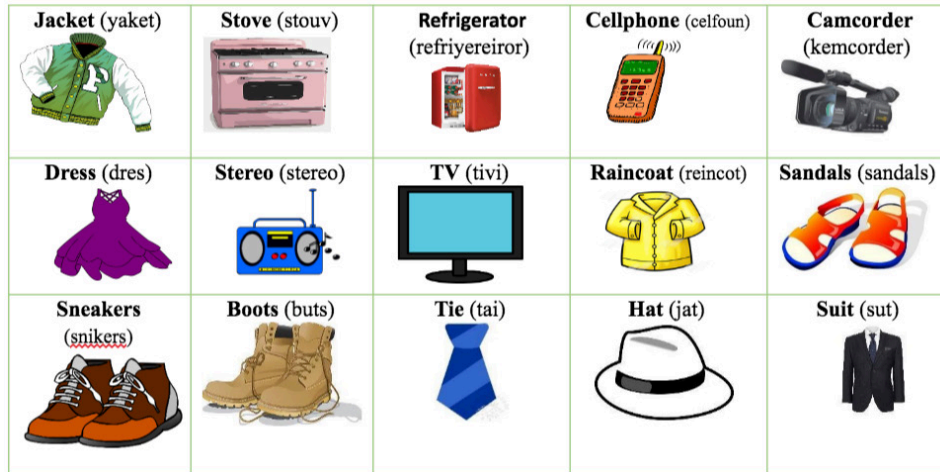 Jacket (yaket)
Stove (stouv)
Refrigerator
(refriyereiror)
Cellphone (celfoun)
Camcorder
(kemcorder)
Dress (dres)
Stereo (stereo)
TV (tivi)
Raincoat (reincot)
Sandals (sandals)
Sneakers
(snikers)
Boots (buts)
Tie (tai)
Hat (jat)
Suit (sut)